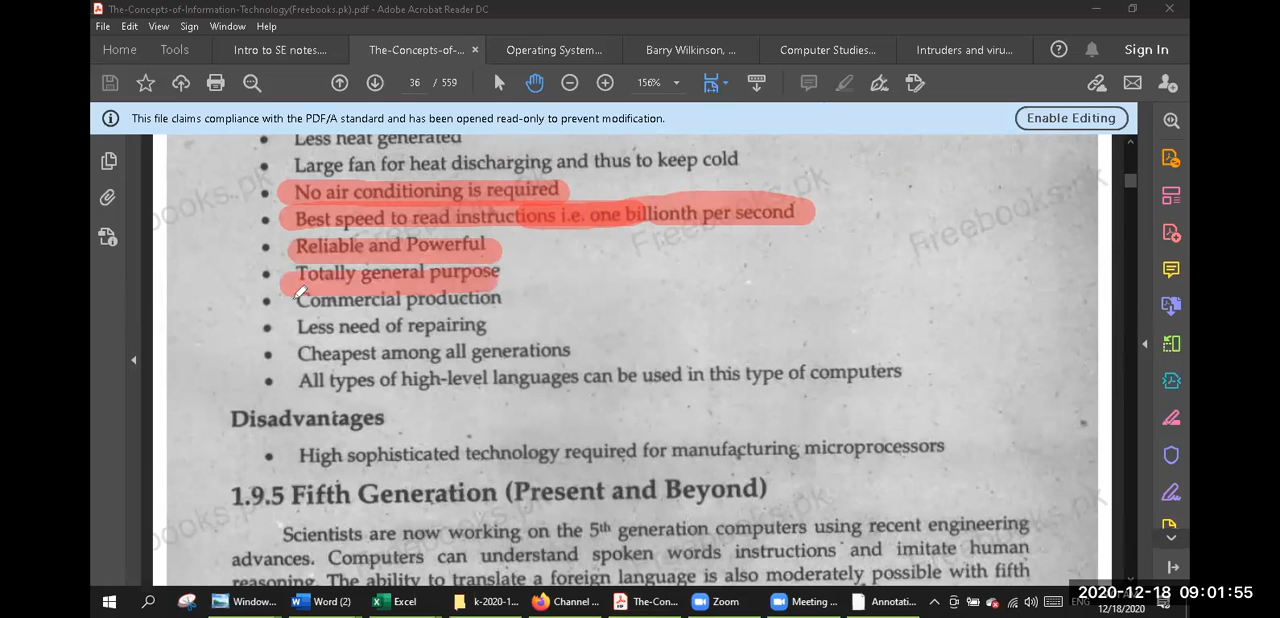 The-Concepts-of-Information-Technology(Freebooks.pk).pdf - Adobe Acrobat Reader DC
File Edit View Sign Window Help
Home Tools Intro to SE notes.... The-Concepts-of-... × Operating System... Barry Wilkinson, ... Computer Studies... Intruders and viru... Sign In
36 / 559 156%
This file claims compliance with the PDF/A standard and has been opened read-only to prevent modification. Enable Editing
• Less heat generated
• Large fan for heat discharging and thus to keep cold
• No air conditioning is required
• Best speed to read instructions i.e. one billionth per second
• Reliable and Powerful
• Totally general purpose
• Commercial production
• Less need of repairing
• Cheapest among all generations
• All types of high-level languages can be used in this type of computers
Disadvantages
• High sophisticated technology required for manufacturing microprocessors
1.9.5 Fifth Generation (Present and Beyond)
Scientists are now working on the 5th generation computers using recent engineering
advances. Computers can understand spoken words instructions and imitate human
reasoning. The ability to translate a foreign language is also moderately possible with fifth
Freebooks.pk
Window... Word (2) Excel k-2020-1... Channel ... The-Con... Zoom Meeting ... Annotati... ENG
2020-12-18 09:01:55
12/18/2020